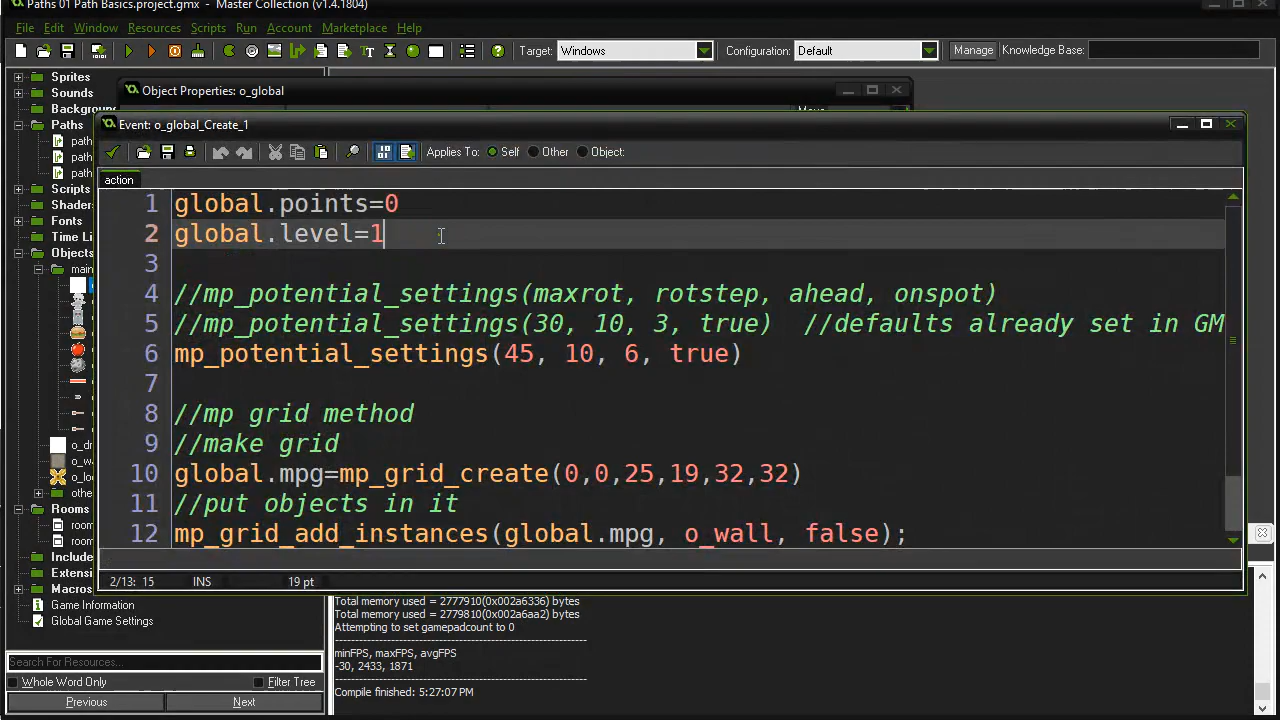 Paths 01 Path Basics.project.gmx - Master Collection (v1.4.1804)
File Edit Window Resources Scripts Run Account Marketplace Help
Target: Windows Configuration: Default Manage Knowledge Base:
Sprites
Sounds
Paths
path
path
path
Scripts
Fonts
Objects
main
Rooms
room
room
Macros
Game Information
Global Game Settings
Search For Resources...
Whole Word Only Filter Tree
Previous Next
Object Properties: o_global
Event: o_global_Create_1
Applies To: Self Other Object:
action
1 global.points=0
2 global.level=1
3
4 //mp_potential_settings(maxrot, rotstep, ahead, onspot)
5 //mp_potential_settings(30, 10, 3, true) //defaults already set in GM
6 mp_potential_settings(45, 10, 6, true)
7
8 //mp grid method
9 //make grid
10 global.mpg=mp_grid_create(0,0,25,19,32,32)
11 //put objects in it
12 mp_grid_add_instances(global.mpg, o_wall, false);
2/13: 15 INS 19 pt
Total memory used = 2777910(0x002a6336) bytes
Total memory used = 2779810(0x002a6aa2) bytes
Attempting to set gamepadcount to 0
minFPS, maxFPS, avgFPS
-30, 2433, 1871
Compile finished: 5:27:07 PM